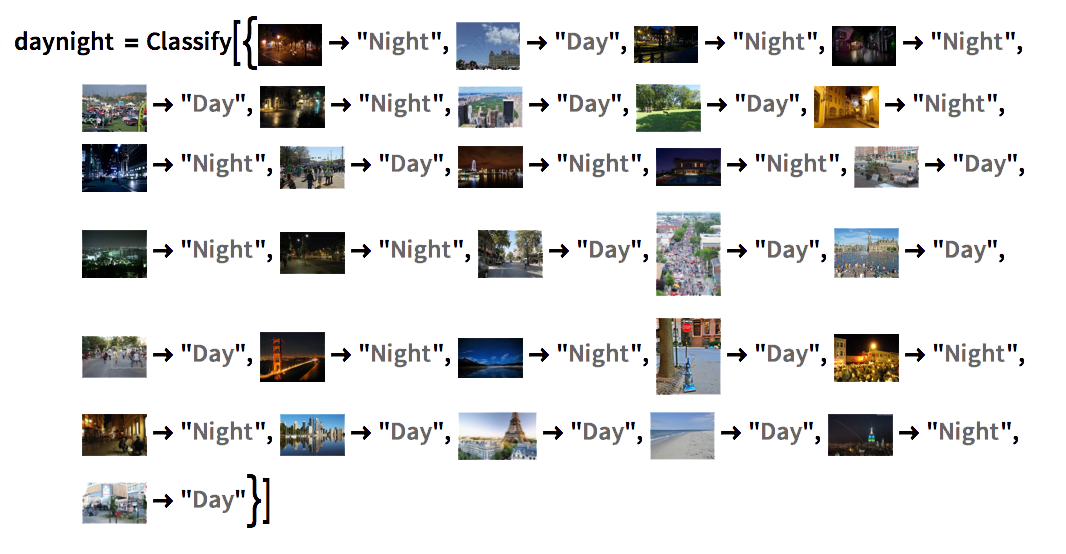 daynight = Classify[{ → "Night", → "Day", → "Night", → "Night",
→ "Day", → "Night", → "Day", → "Day", → "Night",
→ "Night", → "Day", → "Night", → "Night", → "Day",
→ "Night", → "Night", → "Day", → "Day", → "Day",
→ "Day", → "Night", → "Night", → "Day", → "Night",
→ "Night", → "Day", → "Day", → "Day", → "Night",
→ "Day"}]